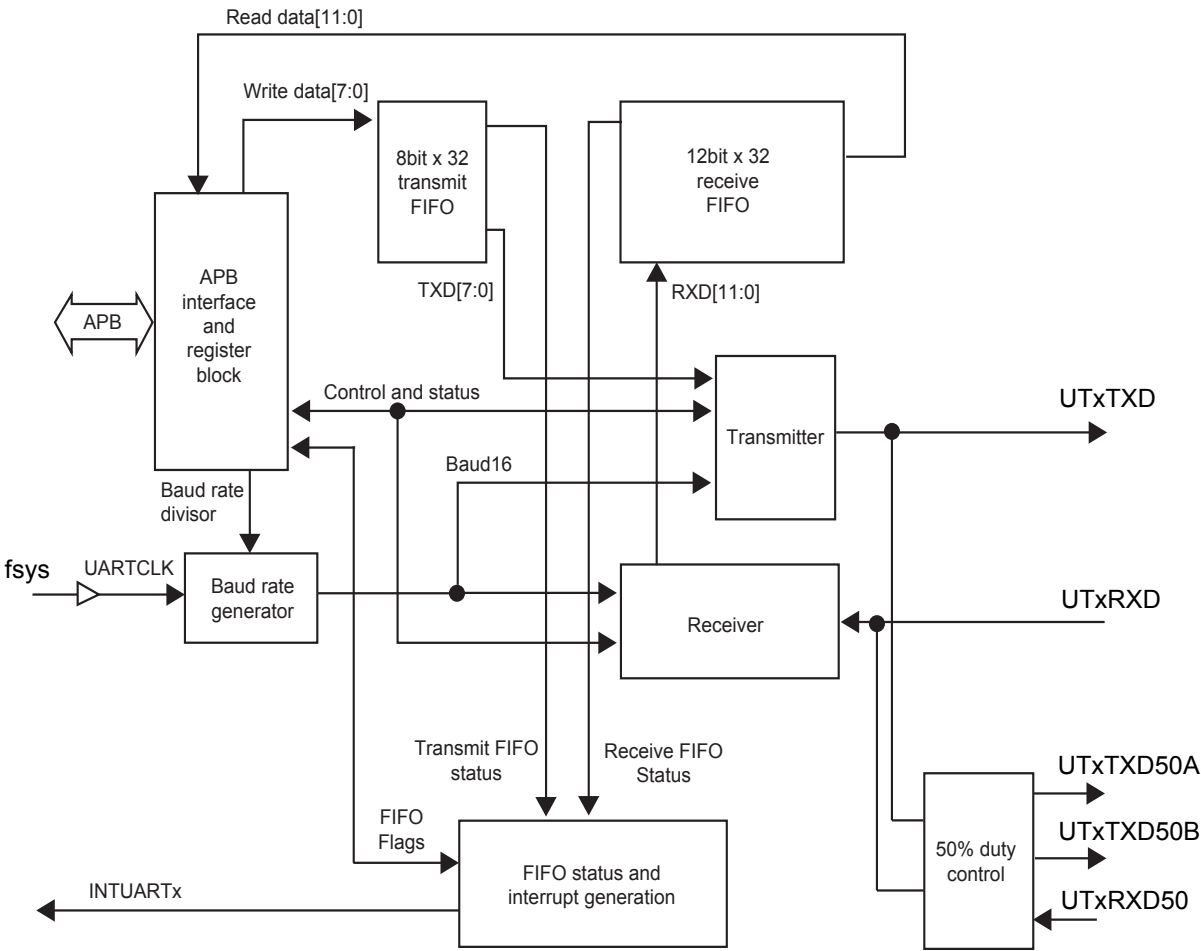 Read data[11:0]
Write data[7:0]
8bit x 32
transmit
FIFO
12bit x 32
receive
FIFO
APB
interface
and
register
block
APB
TXD[7:0]
RXD[11:0]
Control and status
Transmitter
UTxTXD
Baud16
Baud rate
divisor
fsys
UARTCLK
Baud rate
generator
Receiver
UTxRXD
Transmit FIFO
status
Receive FIFO
Status
FIFO
Flags
FIFO status and
interrupt generation
INTUARTx
50% duty
control
UTxTXD50A
UTxTXD50B
UTxRXD50